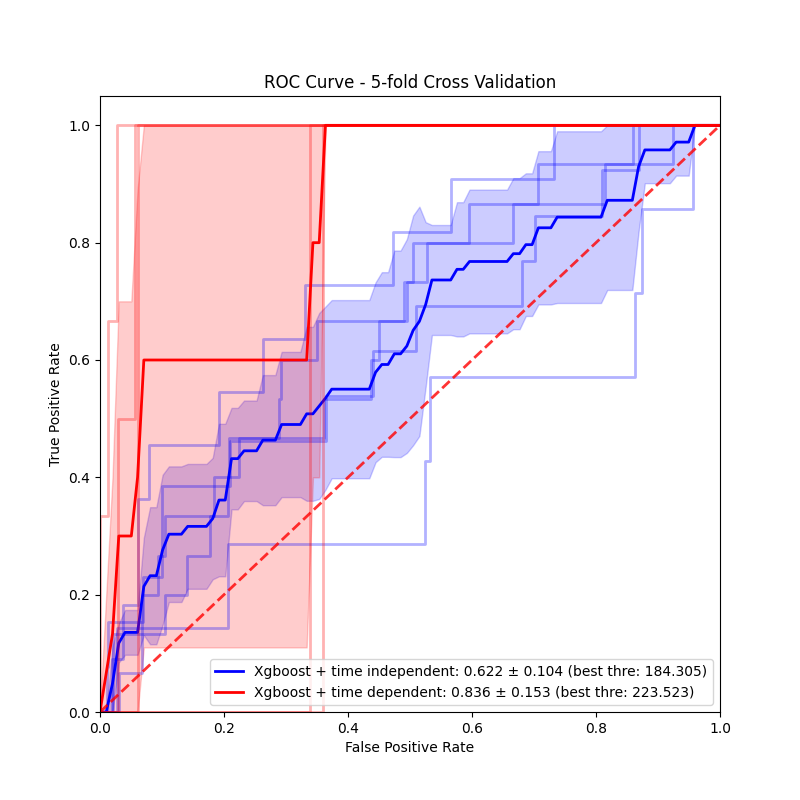 ROC Curve - 5-fold Cross Validation
True Positive Rate
1.0
0.8
0.6
0.4
0.2
0.0
Xgboost + time independent: 0.622 ± 0.104 (best thre: 184.305)
Xgboost + time dependent: 0.836 ± 0.153 (best thre: 223.523)
0.0 0.2 0.4 0.6 0.8 1.0
False Positive Rate